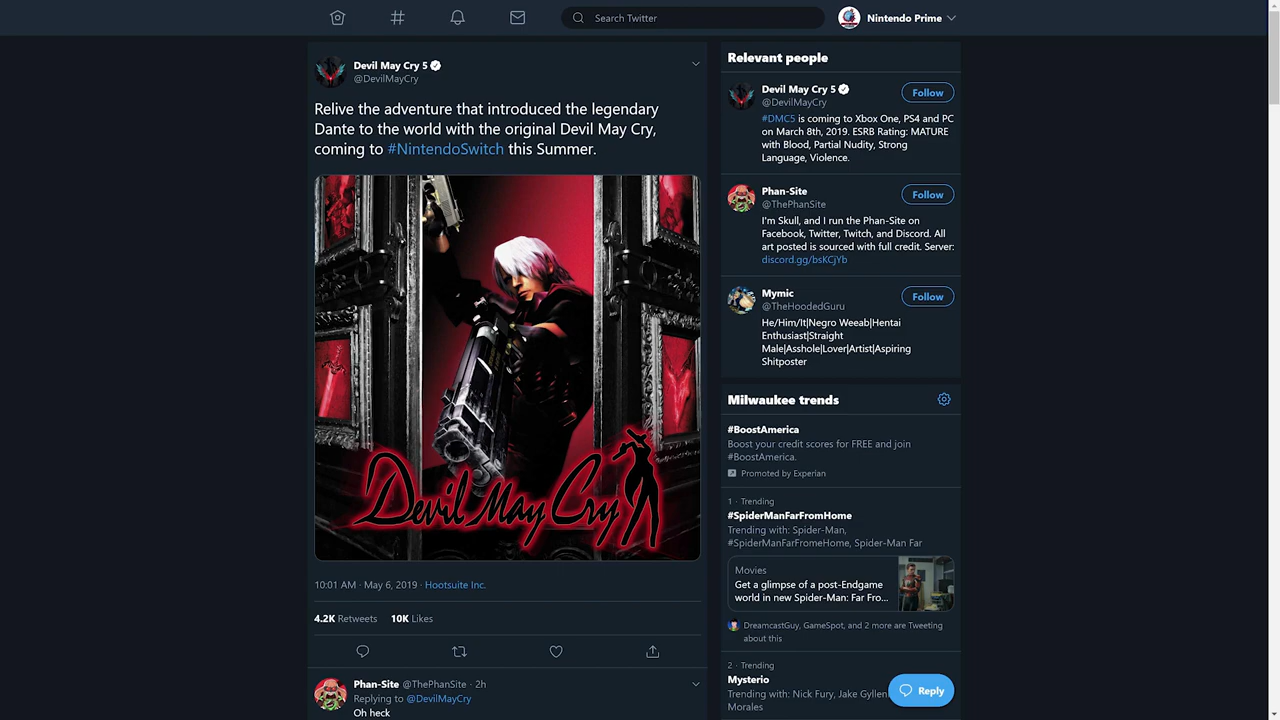 Search Twitter
Nintendo Prime
Devil May Cry 5
@DevilMayCry
Relive the adventure that introduced the legendary
Dante to the world with the original Devil May Cry,
coming to #NintendoSwitch this Summer.
Devil May Cry
10:01 AM · May 6, 2019 · Hootsuite Inc.
4.2K Retweets 10K Likes
Phan-Site @ThePhanSite · 2h
Replying to @DevilMayCry
Oh heck
Relevant people
Devil May Cry 5
@DevilMayCry
Follow
#DMC5 is coming to Xbox One, PS4 and PC
on March 8th, 2019. ESRB Rating: MATURE
with Blood, Partial Nudity, Strong
Language, Violence.
Phan-Site
@ThePhanSite
Follow
I'm Skull, and I run the Phan-Site on
Facebook, Twitter, Twitch, and Discord. All
art posted is sourced with full credit. Server:
discord.gg/bsKCjYb
Mymic
@TheHoodedGuru
Follow
He/Him/It|Negro Weeab|Hentai
Enthusiast|Straight
Male|Asshole|Lover|Artist|Aspiring
Shitposter
Milwaukee trends
#BoostAmerica
Boost your credit scores for FREE and join
#BoostAmerica.
Promoted by Experian
1 · Trending
#SpiderManFarFromHome
Trending with: Spider-Man,
#SpiderManFarFromeHome, Spider-Man Far
Movies
Get a glimpse of a post-Endgame
world in new Spider-Man: Far Fro...
DreamcastGuy, GameSpot, and 2 more are Tweeting
about this
2 · Trending
Mysterio
Trending with: Nick Fury, Jake Gyllen
Morales
Reply